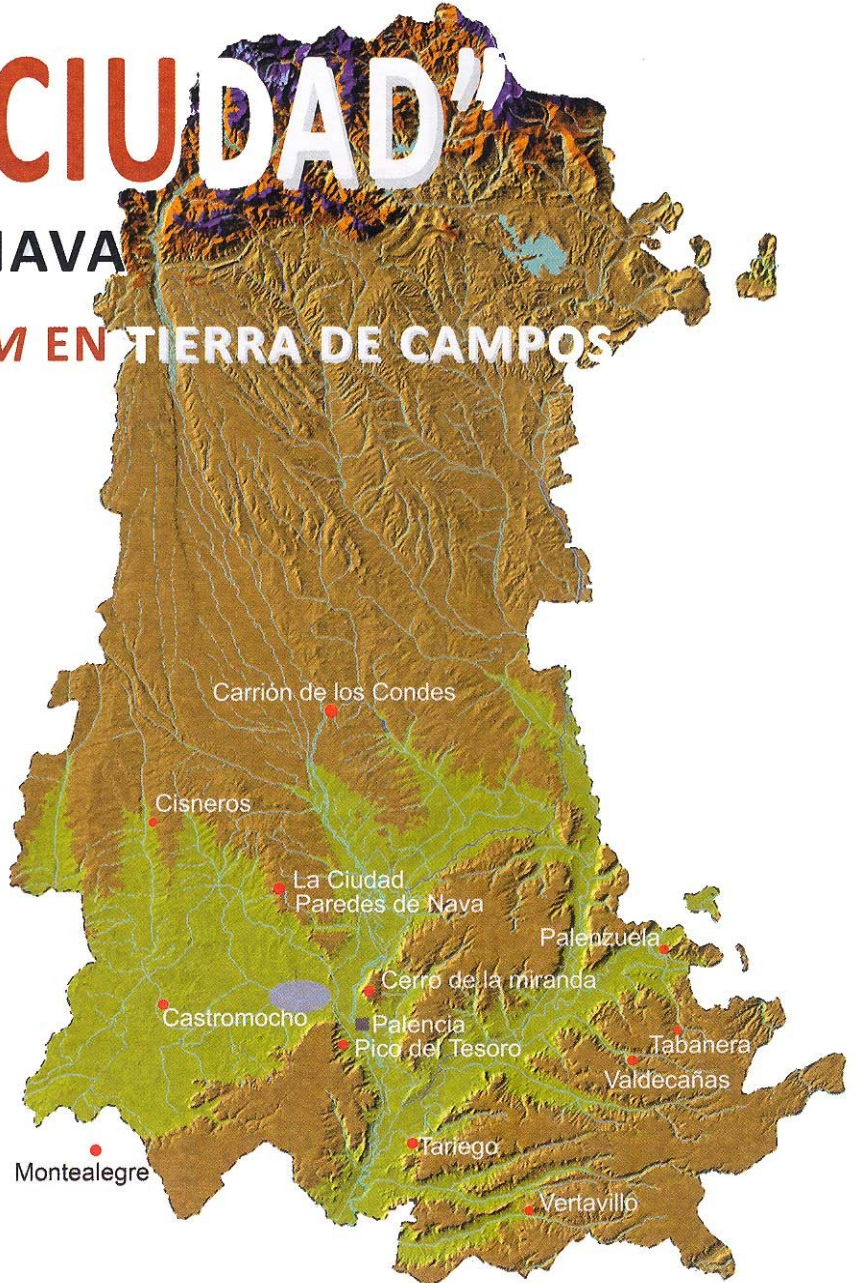 CIUDAD"
NAVA
M EN TIERRA DE CAMPOS
Carrión de los Condes
Cisneros
La Ciudad
Paredes de Nava
Palenzuela
Cerro de la miranda
Castromocho
Palencia
Pico del Tesoro
Tabanera
Valdecañas
Tariego
Montealegre
Vertavillo